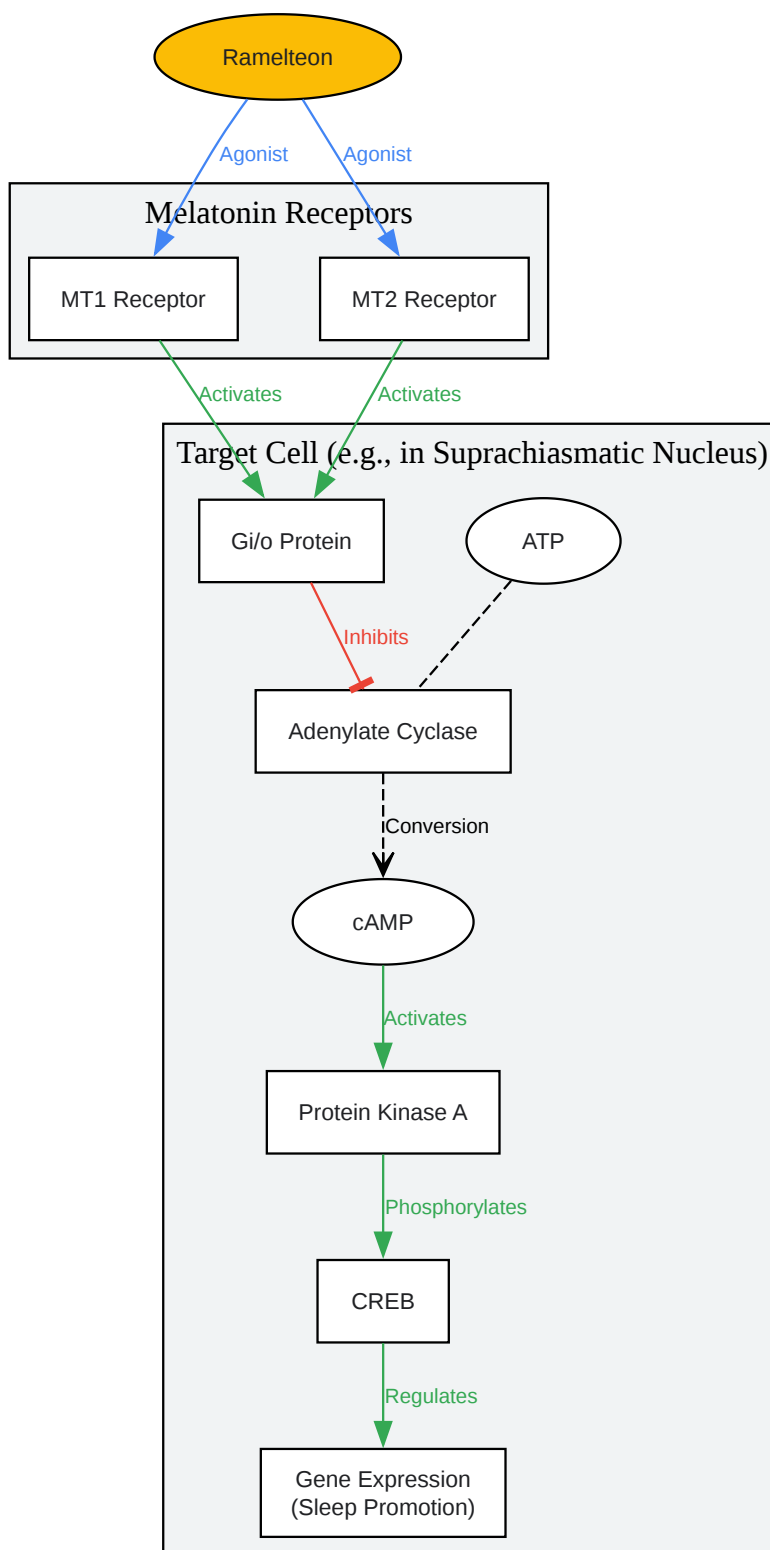 Ramelteon
Agonist
Agonist
Melatonin Receptors
MT1 Receptor
MT2 Receptor
Activates
Activates
Target Cell (e.g., in Suprachiasmatic Nucleus)
Gi/o Protein
ATP
Inhibits
Adenylate Cyclase
Conversion
cAMP
Activates
Protein Kinase A
Phosphorylates
CREB
Regulates
Gene Expression
(Sleep Promotion)